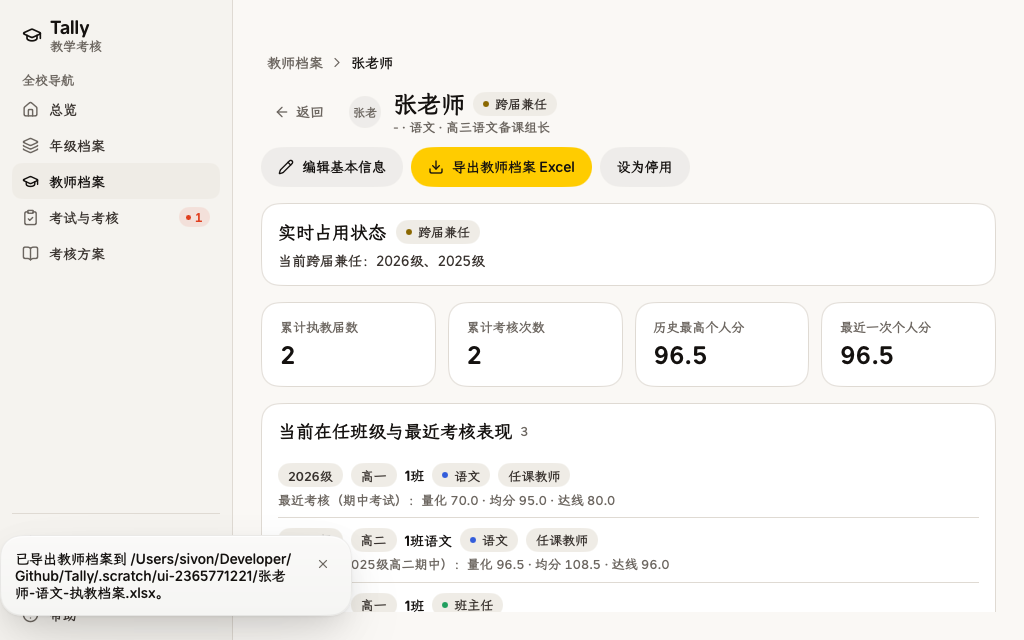 Tally
教学考核
全校导航
总览
年级档案
教师档案
考试与考核 1
考核方案
教师档案 > 张老师
返回
张老
张老师 跨届兼任
- · 语文 · 高三语文备课组长
编辑基本信息
导出教师档案 Excel
设为停用
实时占用状态 跨届兼任
当前跨届兼任：2026级、2025级
累计执教届数
2
累计考核次数
2
历史最高个人分
96.5
最近一次个人分
96.5
当前在任班级与最近考核表现 3
2026级 高一 1班 语文 任课教师
最近考核（期中考试）：量化 70.0 · 均分 95.0 · 达线 80.0
高二 1班语文 语文 任课教师
025级高二期中）：量化 96.5 · 均分 108.5 · 达线 96.0
高一 1班 班主任
已导出教师档案到 /Users/sivon/Developer/
Github/Tally/.scratch/ui-2365771221/张老
师-语文-执教档案.xlsx。
帮助